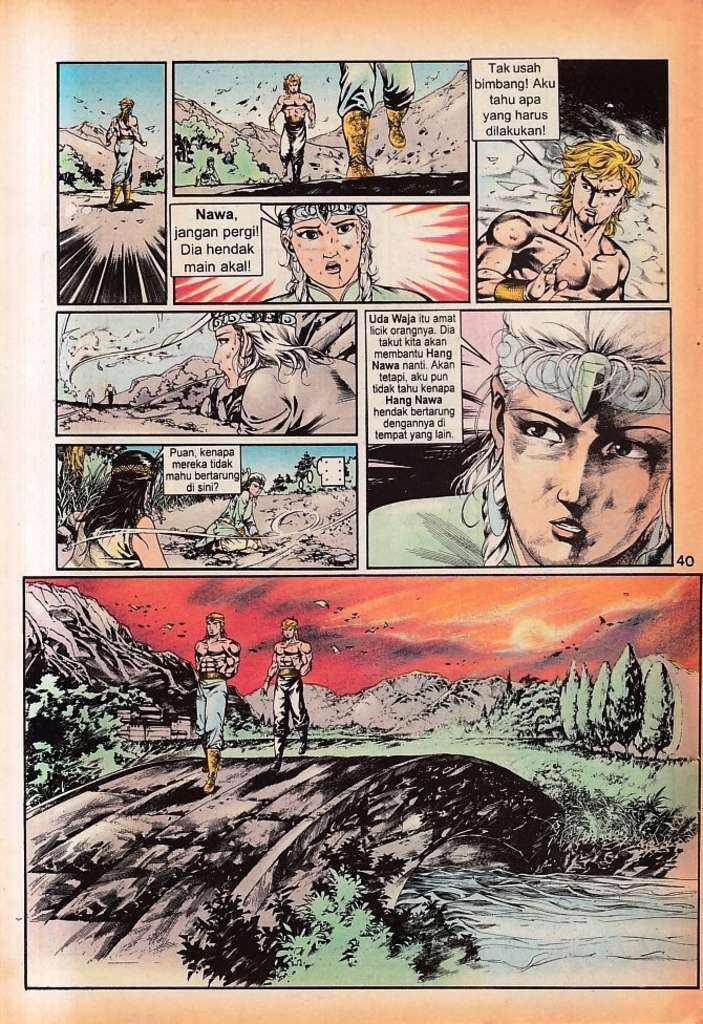 Nawa,
jangan pergi!
Dia hendak
main akal!
Tak usah
bimbang! Aku
tahu apa
yang harus
dilakukan!
Uda Waja itu amat
licik orangnya. Dia
takut kita akan
membantu Hang
Nawa nanti. Akan
tetapi, aku pun
tidak tahu kenapa
Hang Nawa
hendak bertarung
dengannya di
tempat yang lain.
Puan, kenapa
mereka tidak
mahu bertarung
di sini?
40